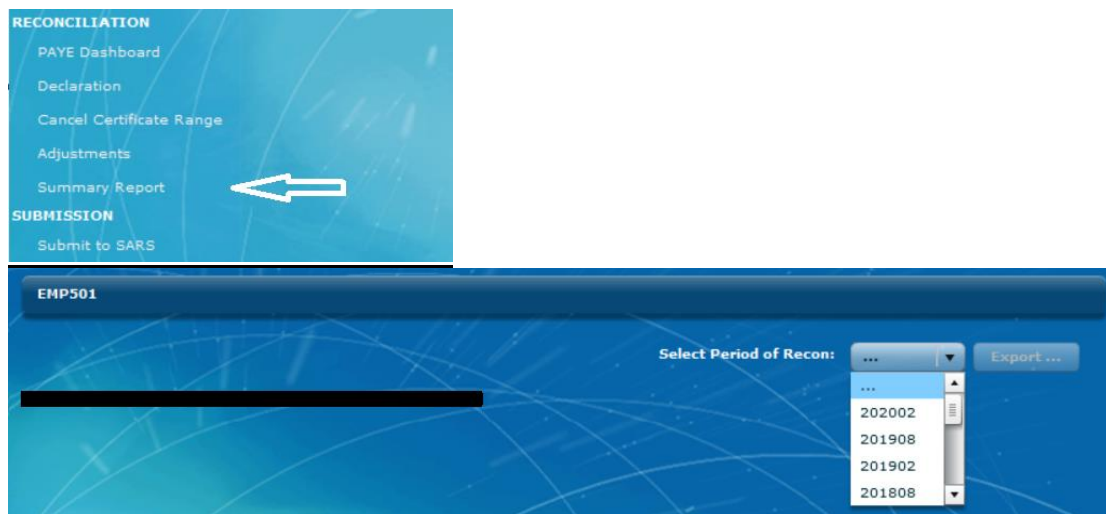 RECONCILIATION
PAYE Dashboard
Declaration
Cancel Certificate Range
Adjustments
Summary Report
SUBMISSION
Submit to SARS
EMP501
Select Period of Recon: ... Export ...
...
202002
201908
201902
201808